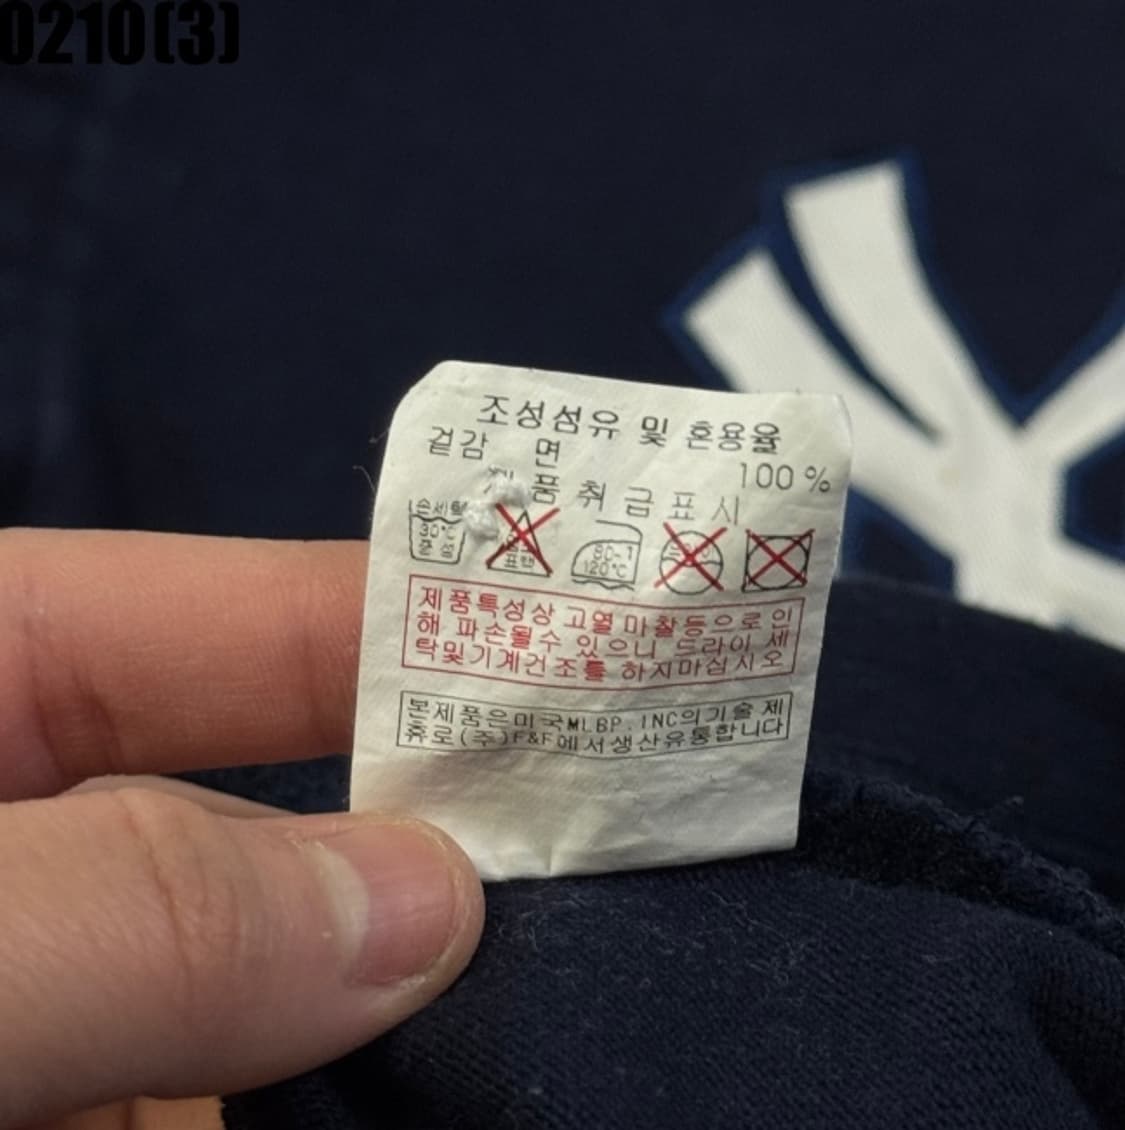 0210(3)
조성섬유 및 혼용율
겉감 면
100 %
제품취급표시
손세탁
30℃
중성
표백
80-1
120℃
제품특성상 고열 마찰등으로 인
해 파손될수 있으니 드라이 세
탁및기계건조를 하지마십시오
본제품은미국MLBP.INC의기술제
휴로(주)F&F에서생산유통합니다